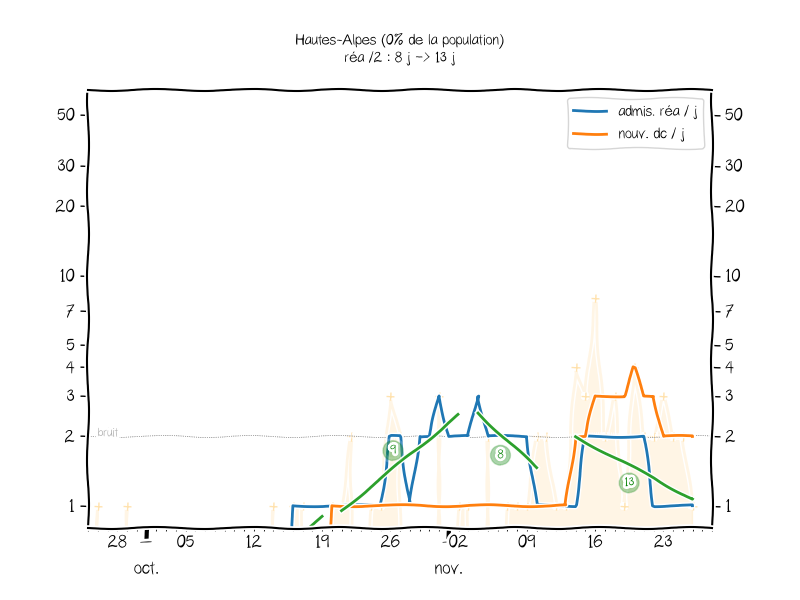 Hautes-Alpes (0% de la population)
réa /2 : 8 j -> 13 j
admis. réa / j
nouv. dc / j
50 50
30 30
20 20
10 10
7 7
5 5
4 4
3 3
bruit
2 2
1 1
9
8
13
28 05 12 19 26 02 09 16 23
oct. nov.